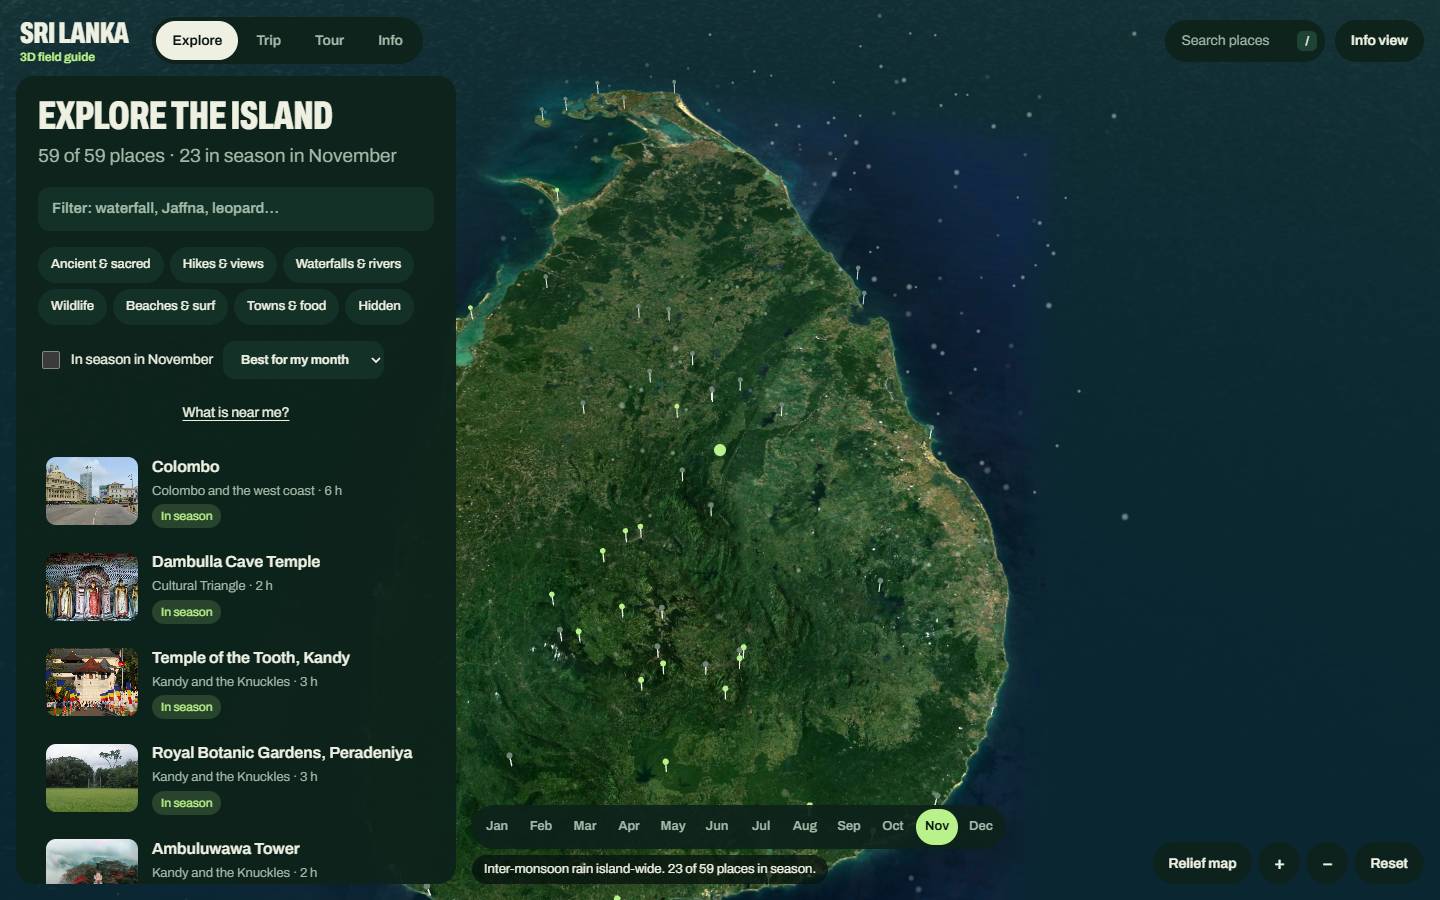 SRI LANKA
3D field guide
Explore
Trip
Tour
Info
Search places
/
Info view
EXPLORE THE ISLAND
59 of 59 places · 23 in season in November
Filter: waterfall, Jaffna, leopard...
Ancient & sacred
Hikes & views
Waterfalls & rivers
Wildlife
Beaches & surf
Towns & food
Hidden
In season in November
Best for my month
What is near me?
Colombo
Colombo and the west coast · 6 h
In season
Dambulla Cave Temple
Cultural Triangle · 2 h
In season
Temple of the Tooth, Kandy
Kandy and the Knuckles · 3 h
In season
Royal Botanic Gardens, Peradeniya
Kandy and the Knuckles · 3 h
In season
Ambuluwawa Tower
Kandy and the Knuckles · 2 h
Jan
Feb
Mar
Apr
May
Jun
Jul
Aug
Sep
Oct
Nov
Dec
Inter-monsoon rain island-wide. 23 of 59 places in season.
Relief map
+
−
Reset